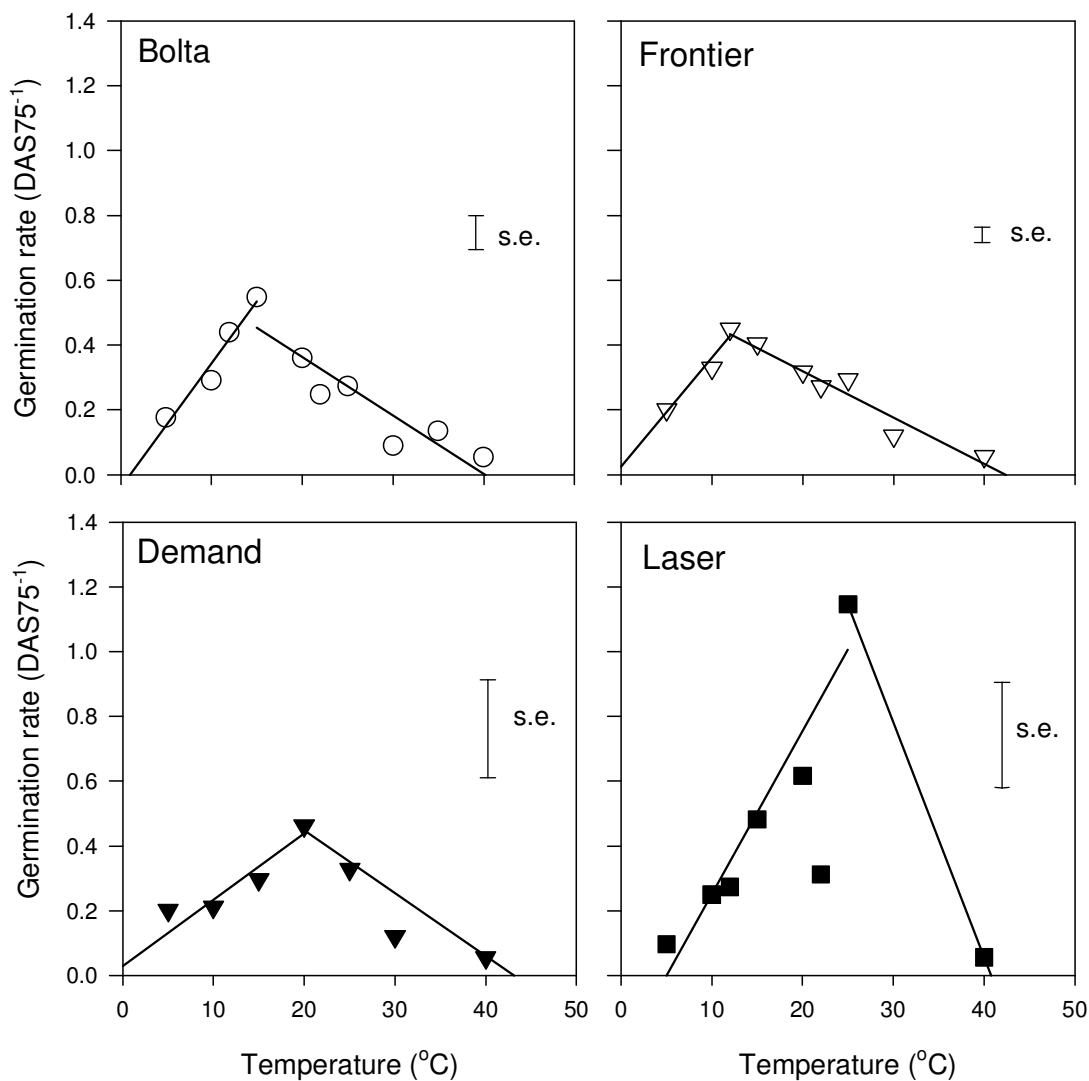 1.4
1.2
1.0
0.8
0.6
0.4
0.2
0.0
Germination rate (DAS75⁻¹)
Bolta
s.e.
Frontier
s.e.
1.4
1.2
1.0
0.8
0.6
0.4
0.2
0.0
Germination rate (DAS75⁻¹)
Demand
s.e.
Laser
s.e.
0 10 20 30 40 50
0 10 20 30 40 50
Temperature (°C)
Temperature (°C)